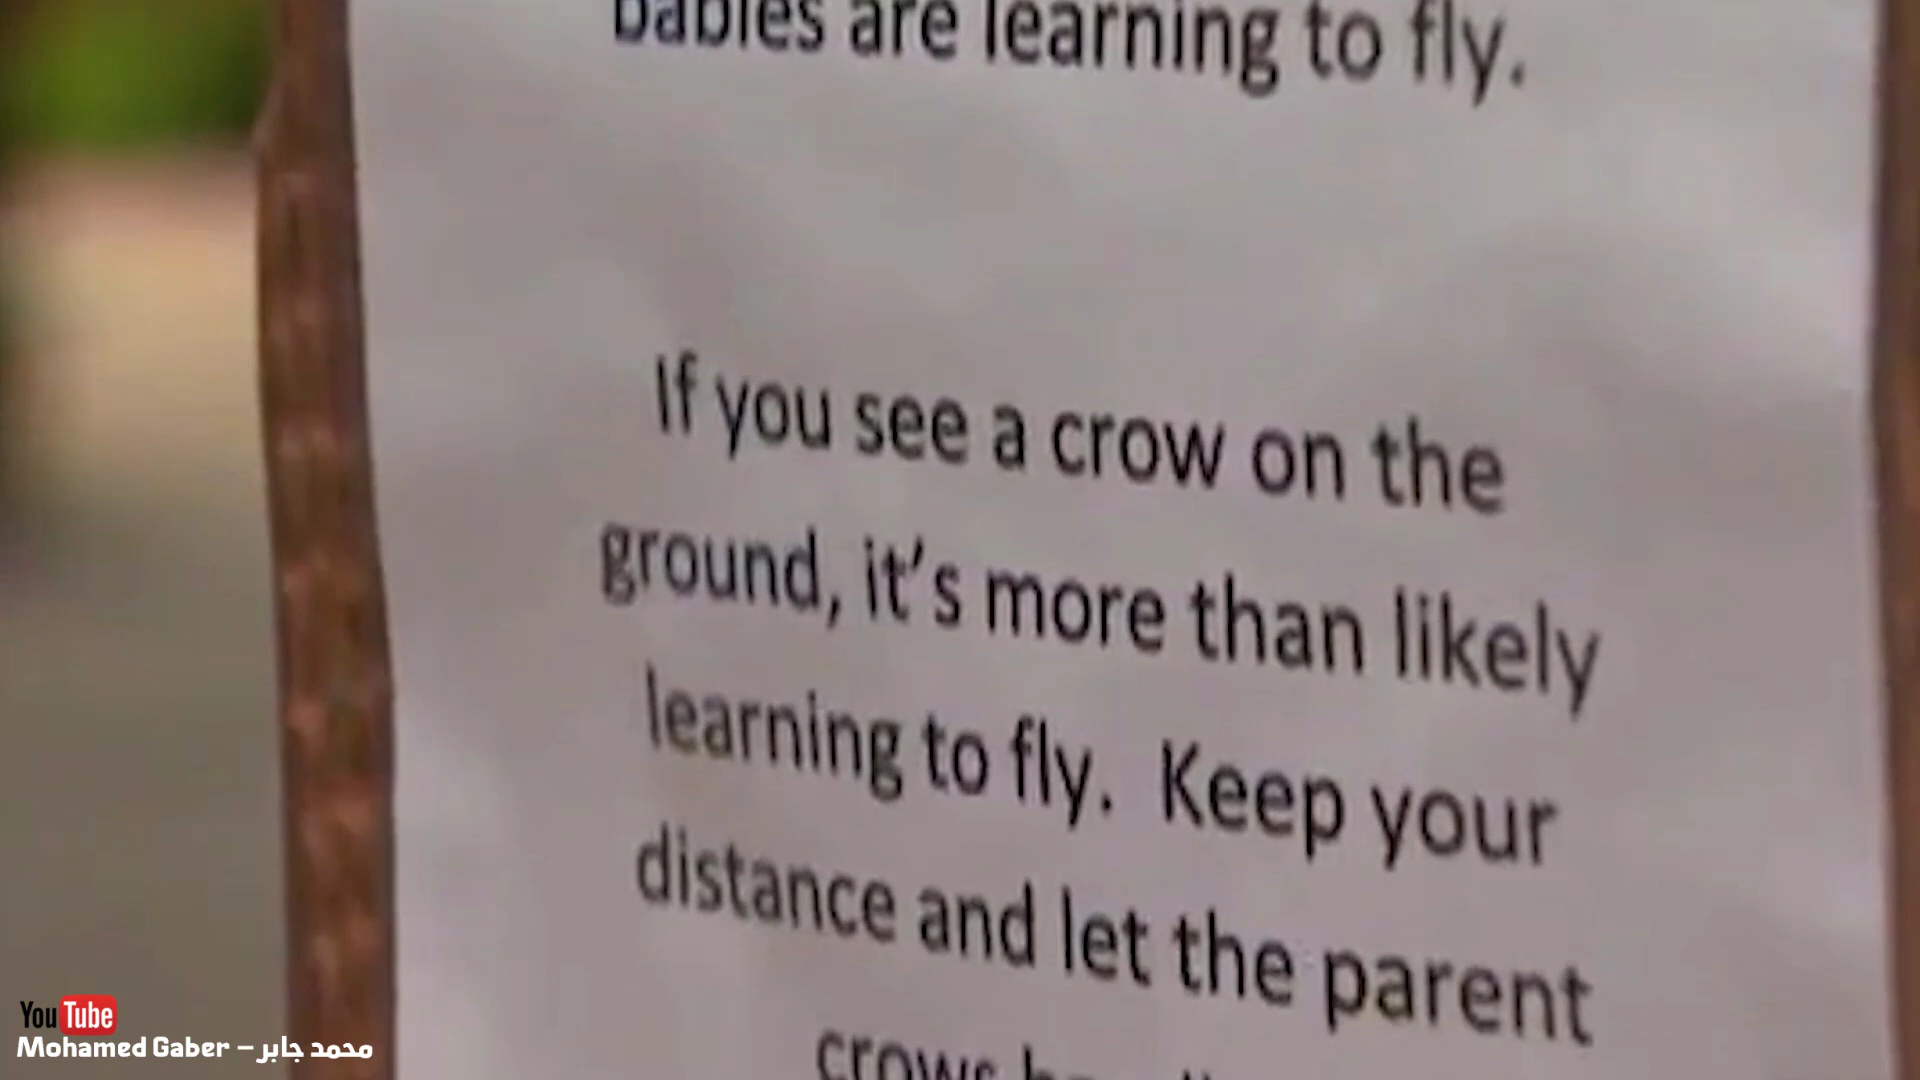 babies are learning to fly.
If you see a crow on the
ground, it’s more than likely
learning to fly.  Keep your
distance and let the parent
crows
YouTube
Mohamed Gaber – محمد جابر